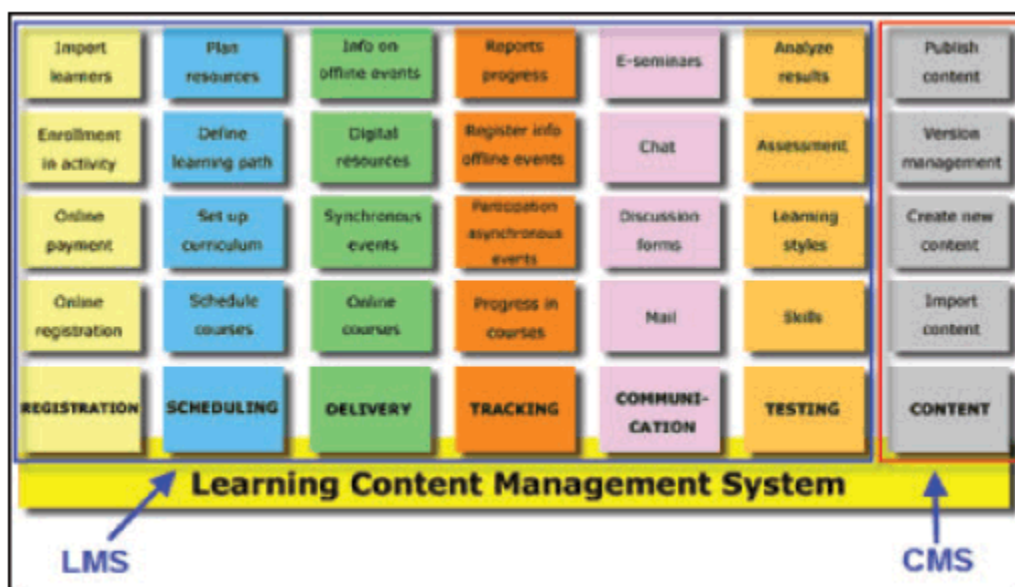 Import
learners
Plan
resources
Info on
offline events
Reports
progress
E-seminars
Analyze
results
Publish
content
Enrollment
in activity
Define
learning path
Digital
resources
Register info
offline events
Chat
Assessment
Version
management
Online
payment
Set up
curriculum
Synchronous
events
Participation
asynchronous
events
Discussion
forms
Learning
styles
Create new
content
Online
registration
Schedule
courses
Online
courses
Progress in
courses
Mail
Skills
Import
content
REGISTRATION
SCHEDULING
DELIVERY
TRACKING
COMMUNI-
CATION
TESTING
CONTENT
Learning Content Management System
LMS
CMS